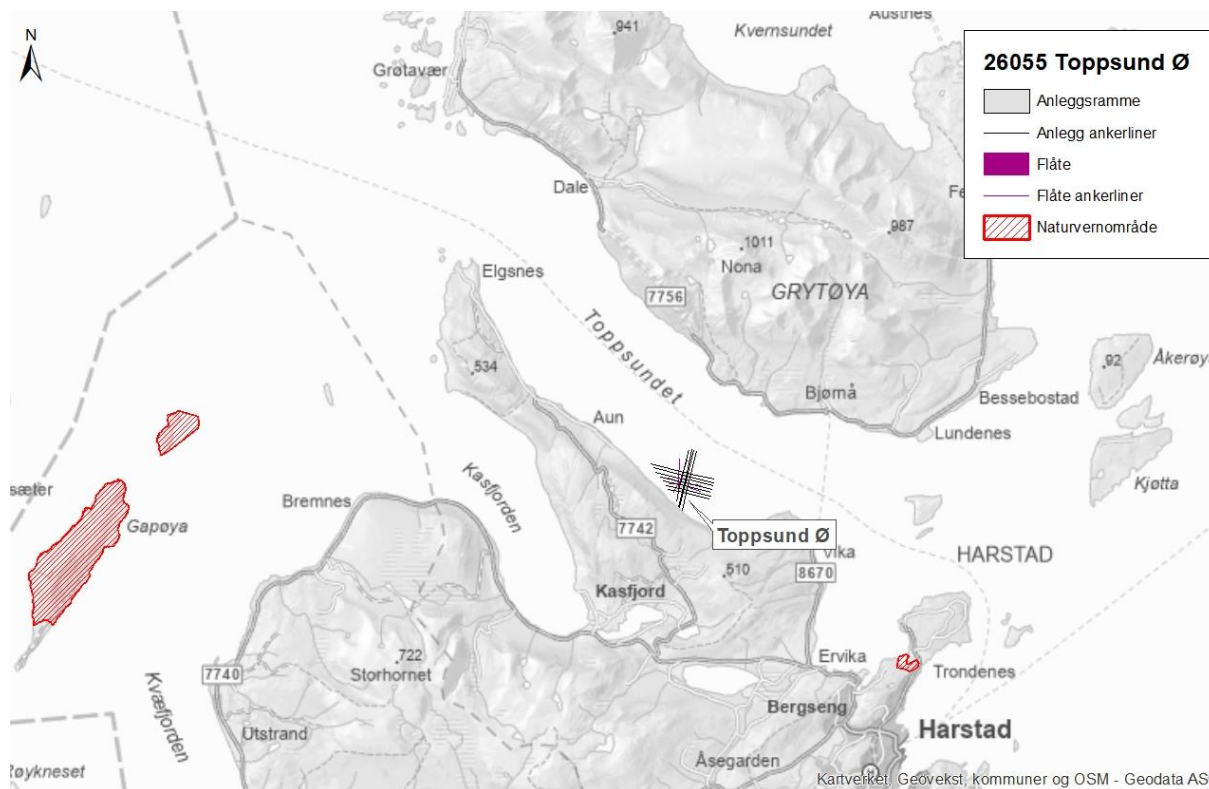 Austnes
941
Kvernsundet
N
Grøtavær
26055 Toppsund Ø
Anleggsramme
Anlegg ankerliner
Flåte
Flåte ankerliner
Naturvernområde
Dale
Fe
987
1011
Nona
Elgsnes
7756
GRYTØYA
Toppsundet
534
92
Åkerøya
Bjørnå
Bessebostad
Aun
Lundenes
Kasfjorden
sæter
Bremnes
Gapøya
Kjøtta
7742
Toppsund Ø
Vika
HARSTAD
8670
510
Kasfjord
722
Storhornet
Ervika
Trondenes
7740
Kvæfjorden
Bergseng
Utstrand
Harstad
Røykneset
Åsegarden
Kartverket, Geovekst, kommuner og OSM - Geodata AS